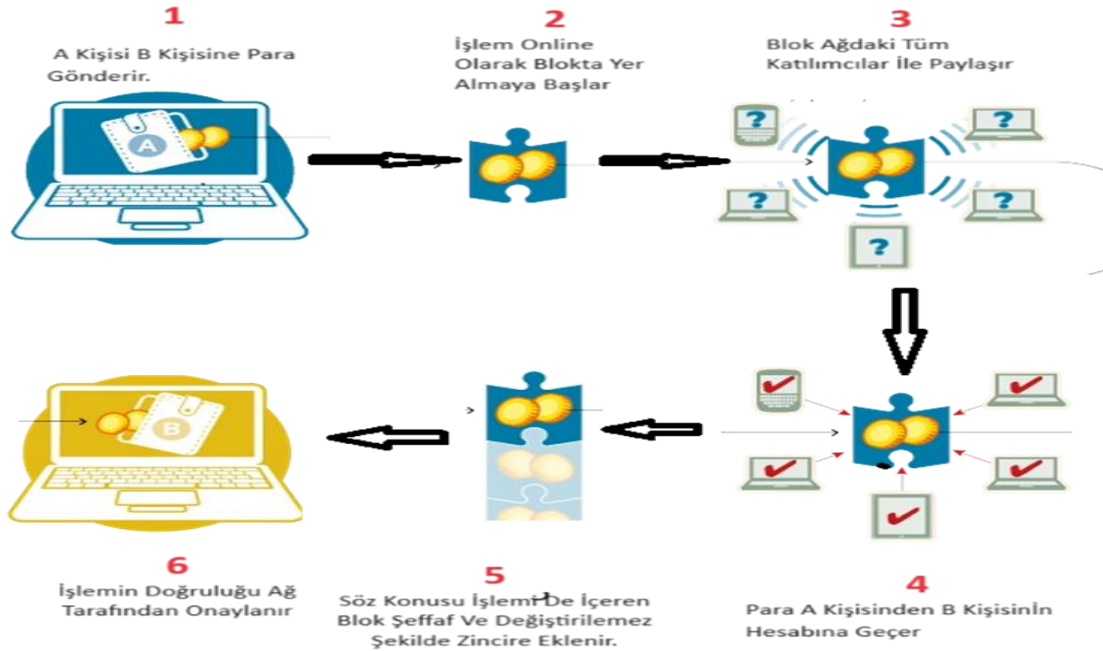 1
A Kişisi B Kişisine Para
Gönderir.
A
2
İşlem Online
Olarak Blokta Yer
Almaya Başlar
3
Blok Ağdaki Tüm
Katılımcılar İle Paylaşır
?
?
?
?
?
4
Para A Kişisinden B Kişisinİn
Hesabına Geçer
5
Söz Konusu İşlemi De İçeren
Blok Şeffaf Ve Değiştirilemez
Şekilde Zincire Eklenir.
6
İşlemin Doğruluğu Ağ
Tarafından Onaylanır
B